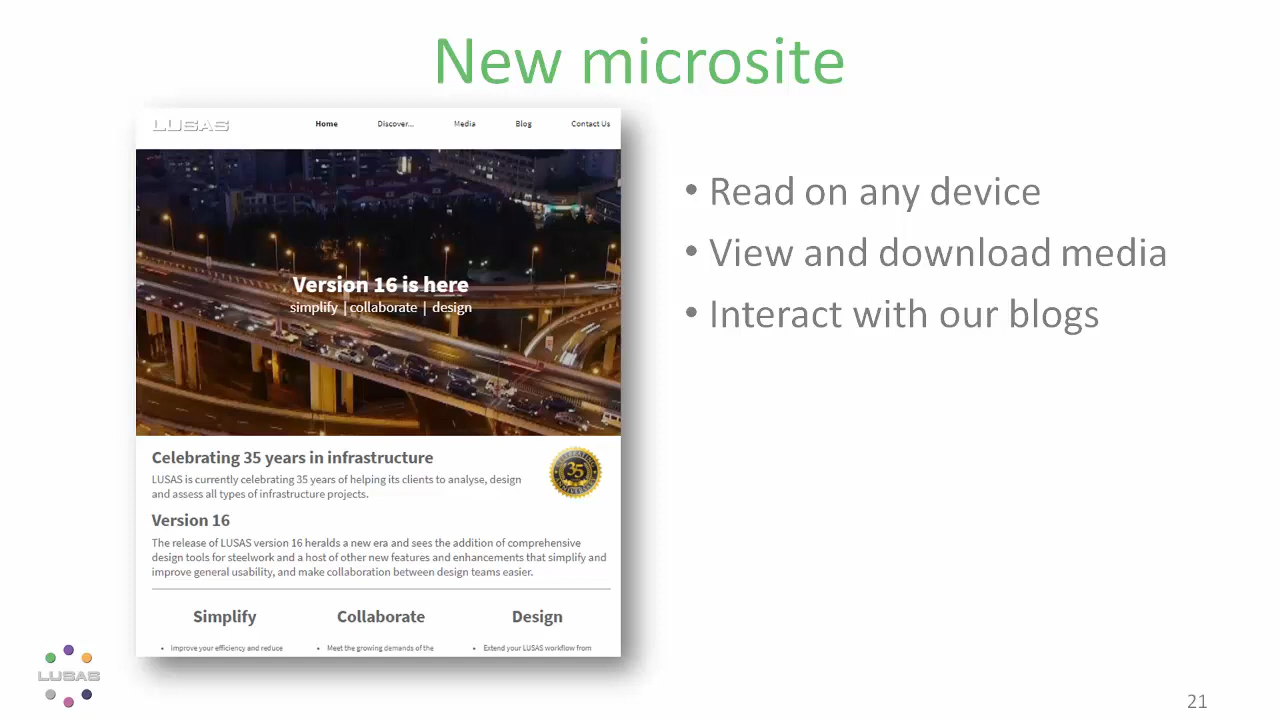 New microsite
LUSAS
Home Discover... Media Blog Contact Us
Version 16 is here
simplify | collaborate | design
Celebrating 35 years in infrastructure
LUSAS is currently celebrating 35 years of helping its clients to analyse, design
and assess all types of infrastructure projects.
CELEBRATING
35
ANNIVERSARY
Version 16
The release of LUSAS version 16 heralds a new era and sees the addition of comprehensive
design tools for steelwork and a host of other new features and enhancements that simplify and
improve general usability, and make collaboration between design teams easier.
Simplify Collaborate Design
• Improve your efficiency and reduce • Meet the growing demands of the • Extend your LUSAS workflow from
• Read on any device
• View and download media
• Interact with our blogs
LUSAS
21